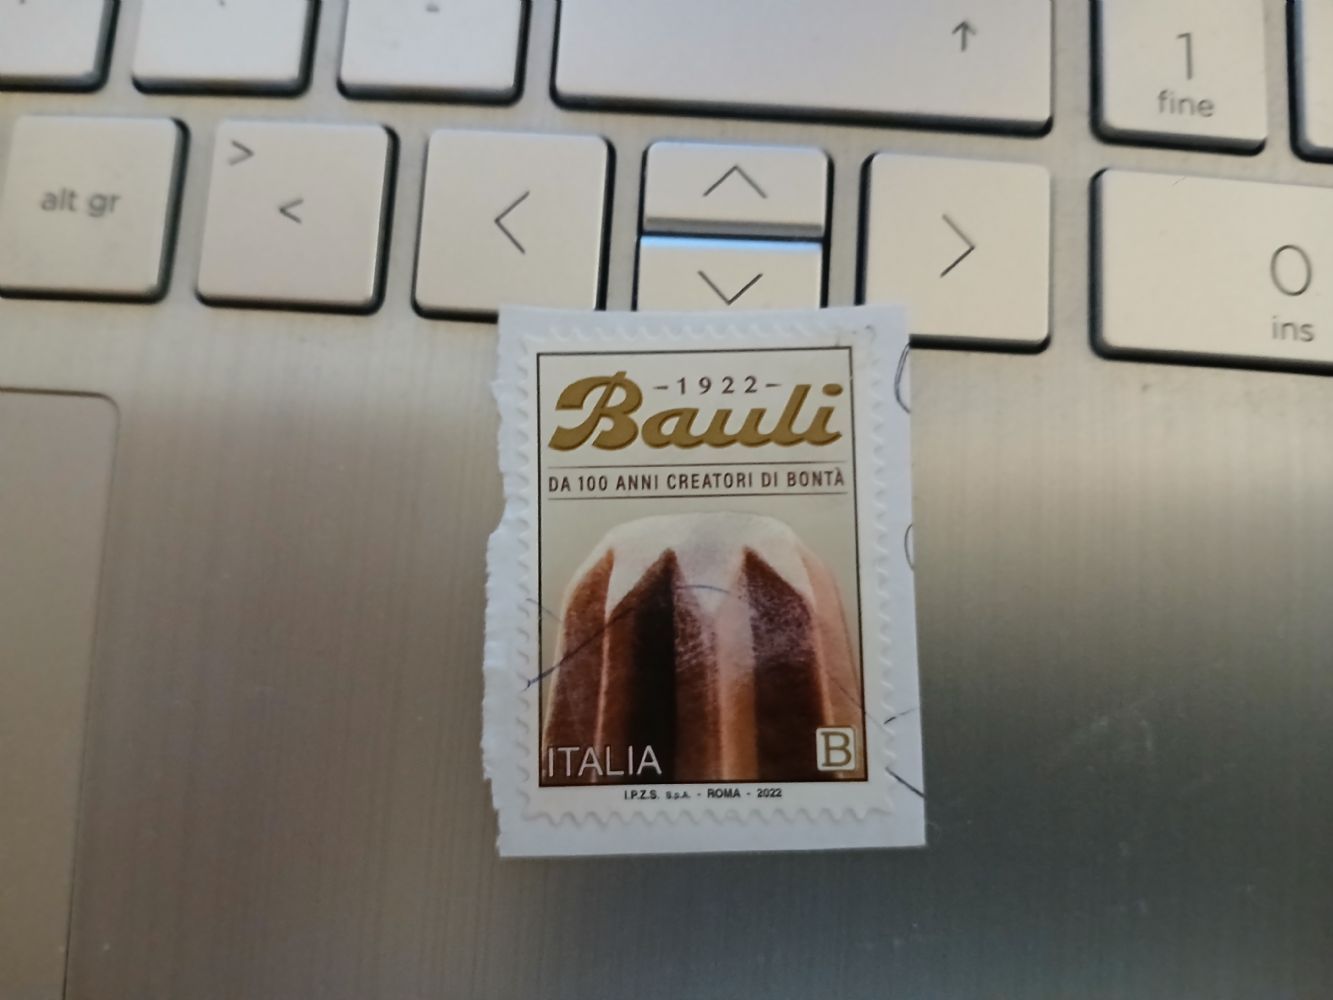 ↑
1
fine
alt gr
>
<
<
^
>
0
ins
- 1922 -
Bauli
DA 100 ANNI CREATORI DI BONTÀ
ITALIA
B
I.P.Z.S. S.p.A. - ROMA - 2022